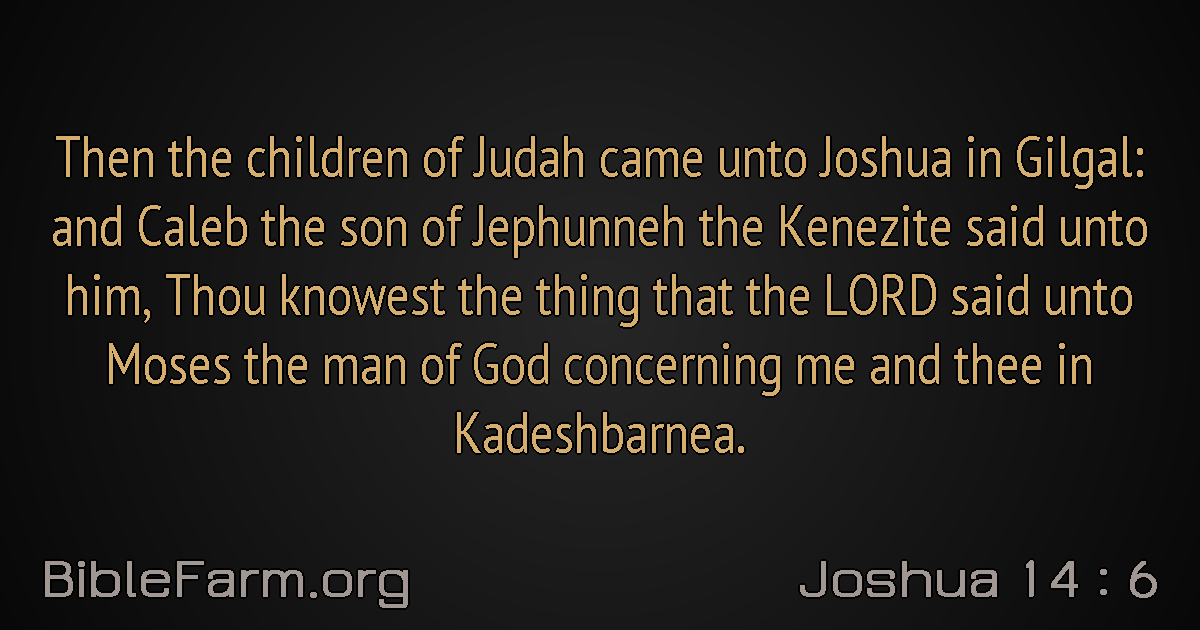 Then the children of Judah came unto Joshua in Gilgal:
and Caleb the son of Jephunneh the Kenezite said unto
him, Thou knowest the thing that the LORD said unto
Moses the man of God concerning me and thee in
Kadeshbarnea.
BibleFarm.org
Joshua 14 : 6